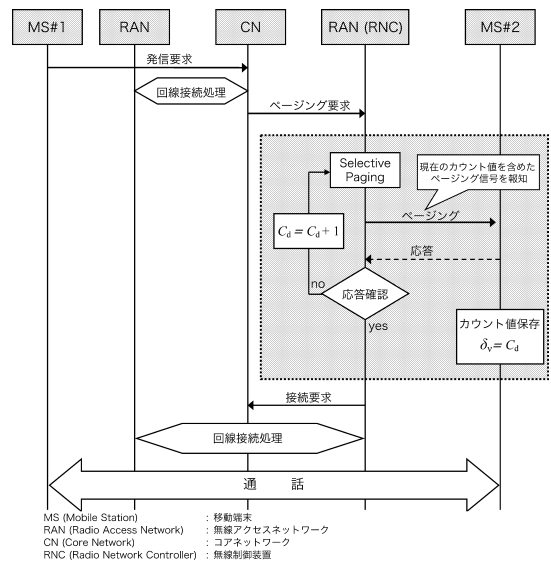 MS#1
RAN
CN
RAN (RNC)
MS#2
発信要求
回線接続処理
ページング要求
Selective
Paging
現在のカウント値を含めた
ページング信号を報知
ページング
Cd = Cd + 1
応答
no
応答確認
yes
カウント値保存
δv = Cd
接続要求
回線接続処理
通 話
MS (Mobile Station) : 移動端末
RAN (Radio Access Network) : 無線アクセスネットワーク
CN (Core Network) : コアネットワーク
RNC (Radio Network Controller) : 無線制御装置